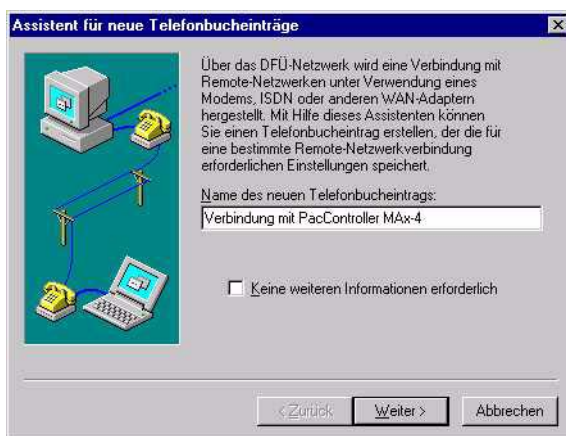 Assistent für neue Telefonbucheinträge
Über das DFÜ-Netzwerk wird eine Verbindung mit
Remote-Netzwerken unter Verwendung eines
Modems, ISDN oder anderen WAN-Adaptern
hergestellt. Mit Hilfe dieses Assistenten können
Sie einen Telefonbucheintrag erstellen, der die für
eine bestimmte Remote-Netzwerkverbindung
erforderlichen Einstellungen speichert.
Name des neuen Telefonbucheintrags:
Verbindung mit PacController MAx-4
Keine weiteren Informationen erforderlich
< Zurück
Weiter >
Abbrechen